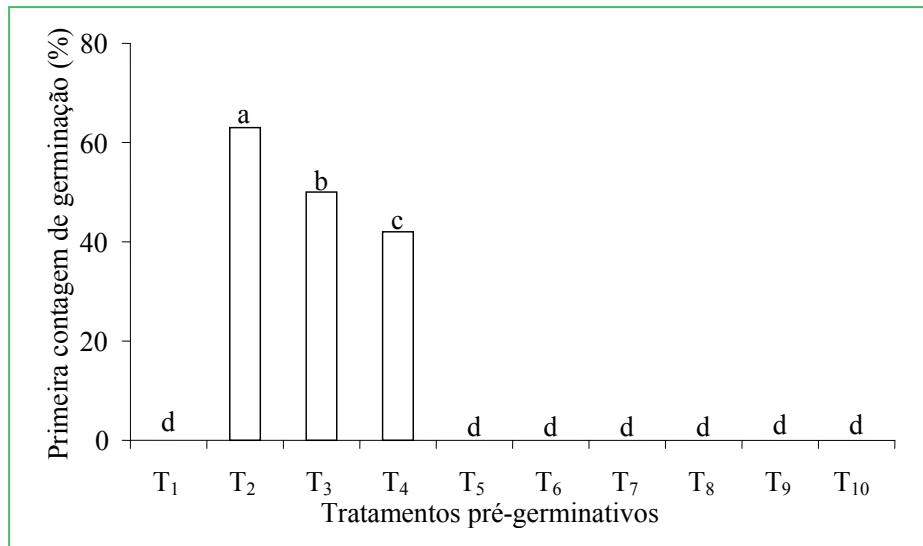 Primeira contagem de germinação (%)
80
60
40
20
0
a
b
c
d
d
d
d
d
d
d
T₁ T₂ T₃ T₄ T₅ T₆ T₇ T₈ T₉ T₁₀
Tratamentos pré-germinativos